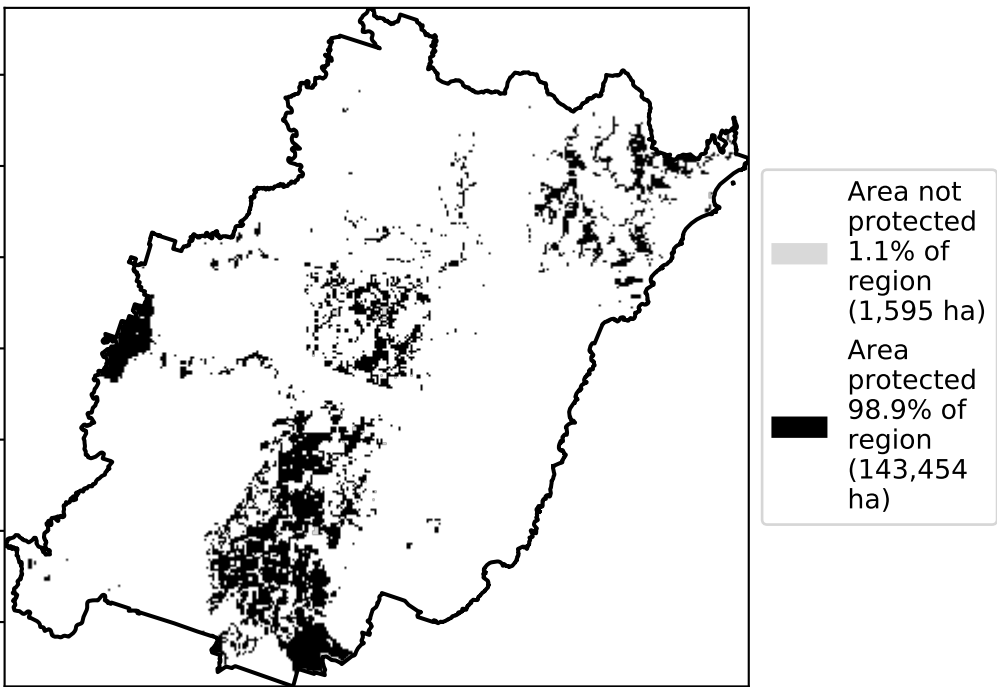 Area not
protected
1.1% of
region
(1,595 ha)
Area
protected
98.9% of
region
(143,454
ha)